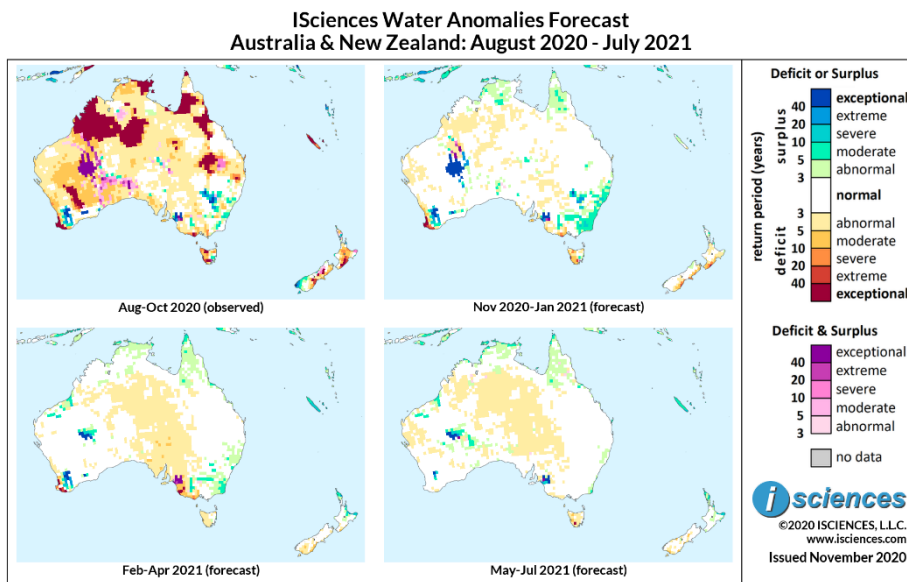 ISciences Water Anomalies Forecast
Australia & New Zealand: August 2020 - July 2021
Aug-Oct 2020 (observed)
Nov 2020-Jan 2021 (forecast)
Feb-Apr 2021 (forecast)
May-Jul 2021 (forecast)
Deficit or Surplus
return period (years)
surplus
deficit
exceptional
40
extreme
20
severe
10
moderate
5
abnormal
3
normal
3
abnormal
5
moderate
10
severe
20
extreme
40
exceptional
Deficit & Surplus
exceptional
40
extreme
20
severe
10
moderate
5
abnormal
3
no data
i sciences
©2020 ISCIENCES, L.L.C.
www.isciences.com
Issued November 2020